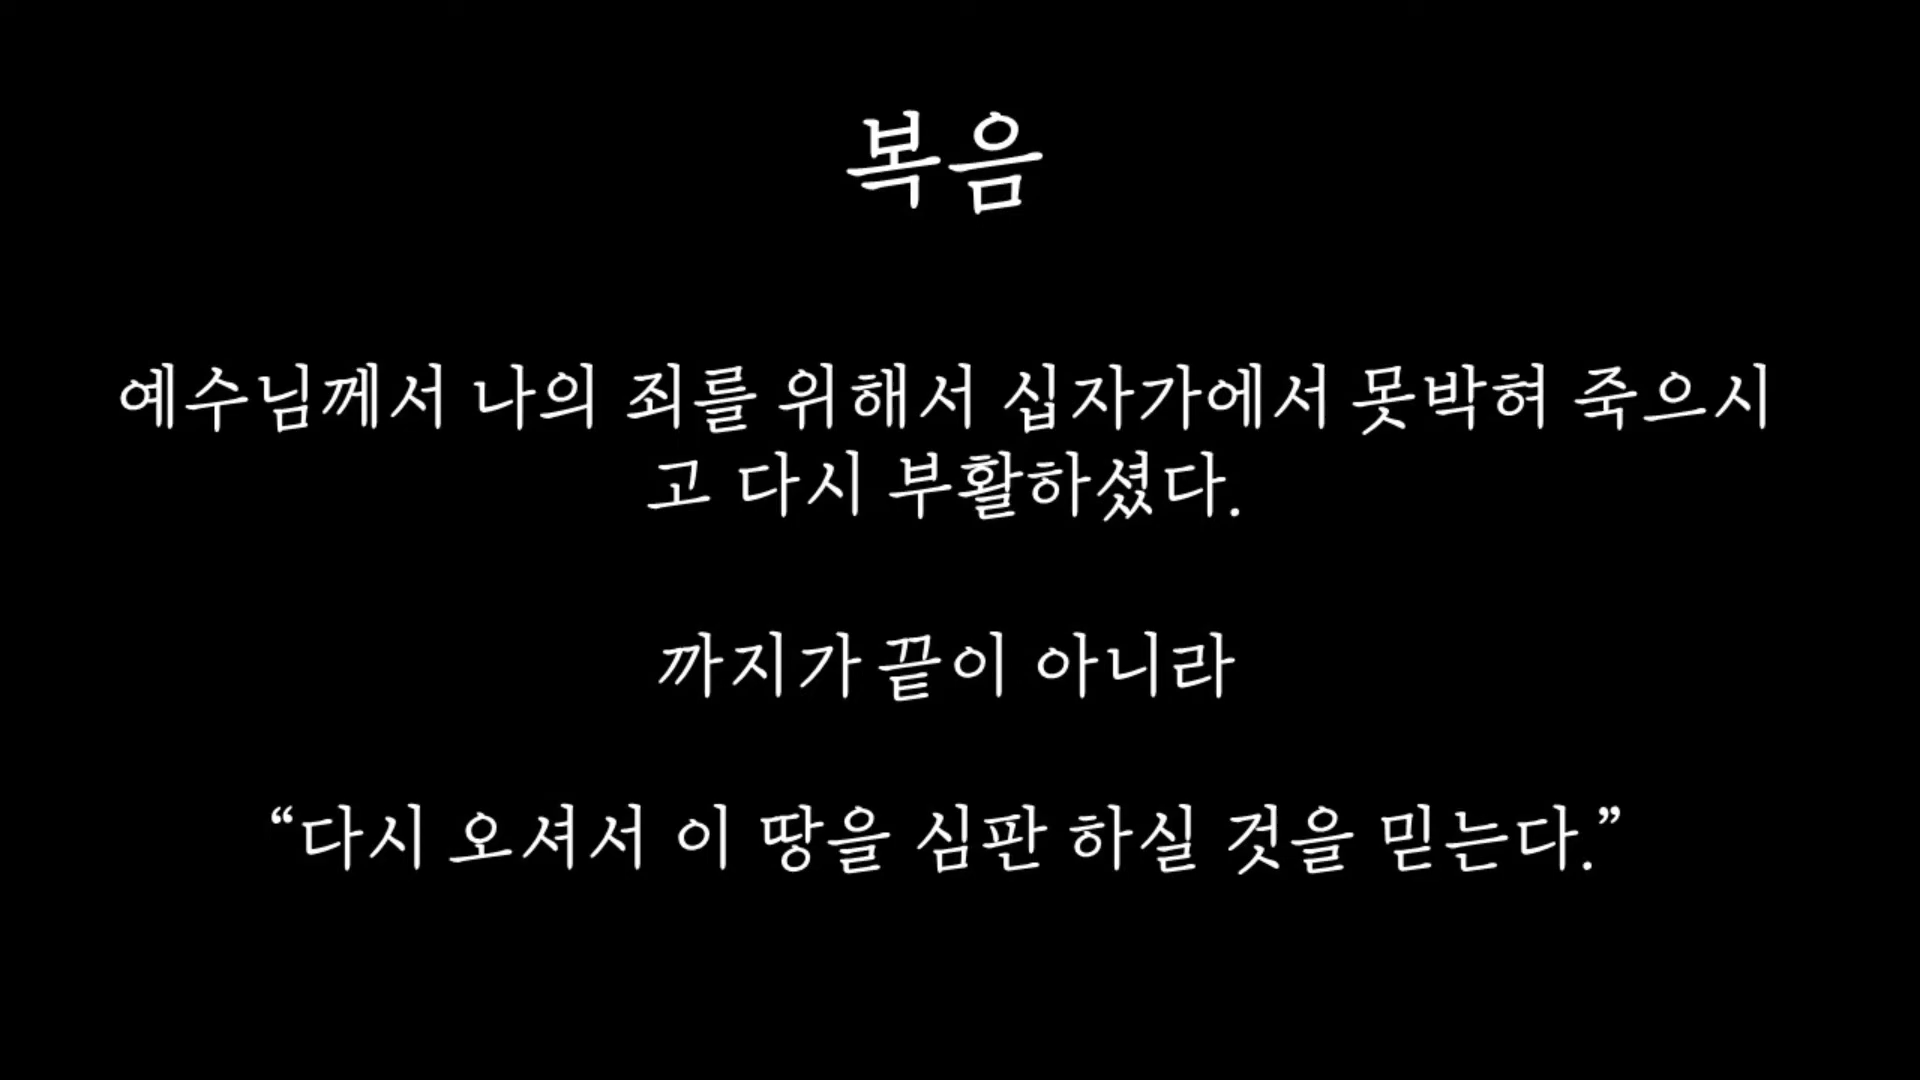 복음
예수님께서 나의 죄를 위해서 십자가에서 못박혀 죽으시
고 다시 부활하셨다.
까지가 끝이 아니라
“다시 오셔서 이 땅을 심판 하실 것을 믿는다.”